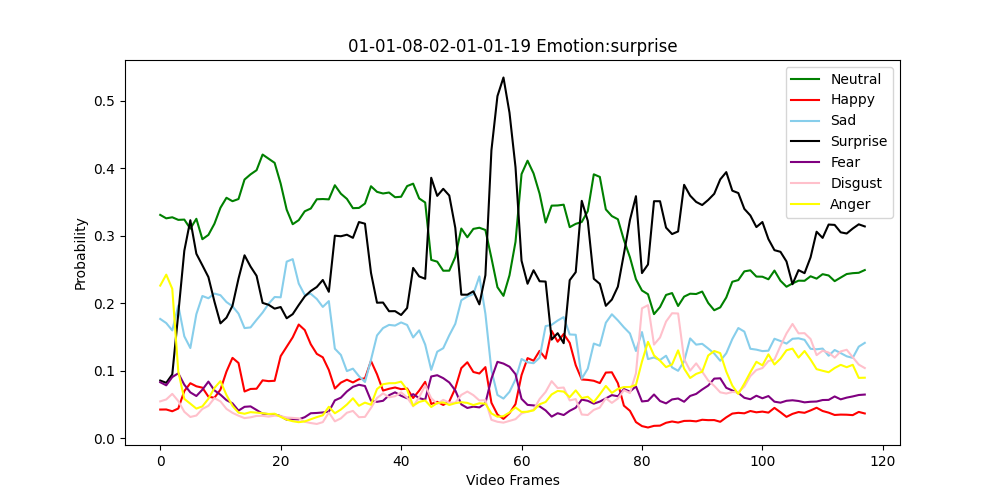 01-01-08-02-01-01-19 Emotion:surprise
Neutral
Happy
Sad
Surprise
Fear
Disgust
Anger
Probability
0.5
0.4
0.3
0.2
0.1
0.0
0 20 40 60 80 100 120
Video Frames